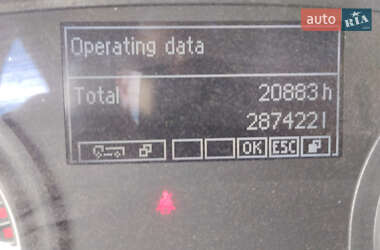 auto RIA
Operating data
Total 20883 h
287422 l
OK ESC